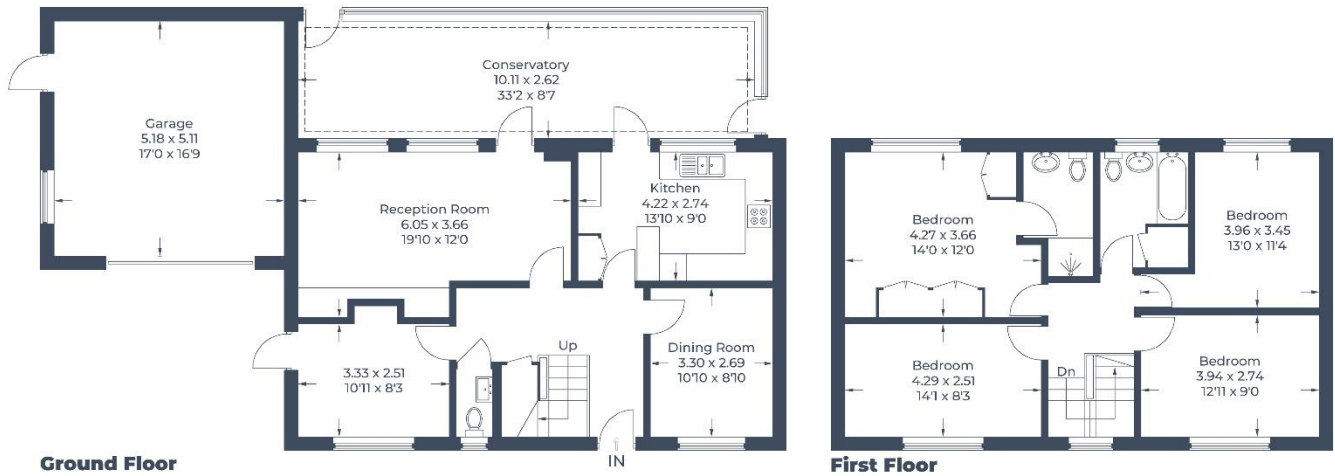 Conservatory
10.11 x 2.62
33'2 x 8'7
Garage
5.18 x 5.11
17'0 x 16'9
Reception Room
6.05 x 3.66
19'10 x 12'0
Kitchen
4.22 x 2.74
13'10 x 9'0
3.33 x 2.51
10'11 x 8'3
Up
Dining Room
3.30 x 2.69
10'10 x 8'10
IN
Ground Floor
Bedroom
4.27 x 3.66
14'0 x 12'0
Bedroom
3.96 x 3.45
13'0 x 11'4
Bedroom
4.29 x 2.51
14'1 x 8'3
Dn
Bedroom
3.94 x 2.74
12'11 x 9'0
First Floor